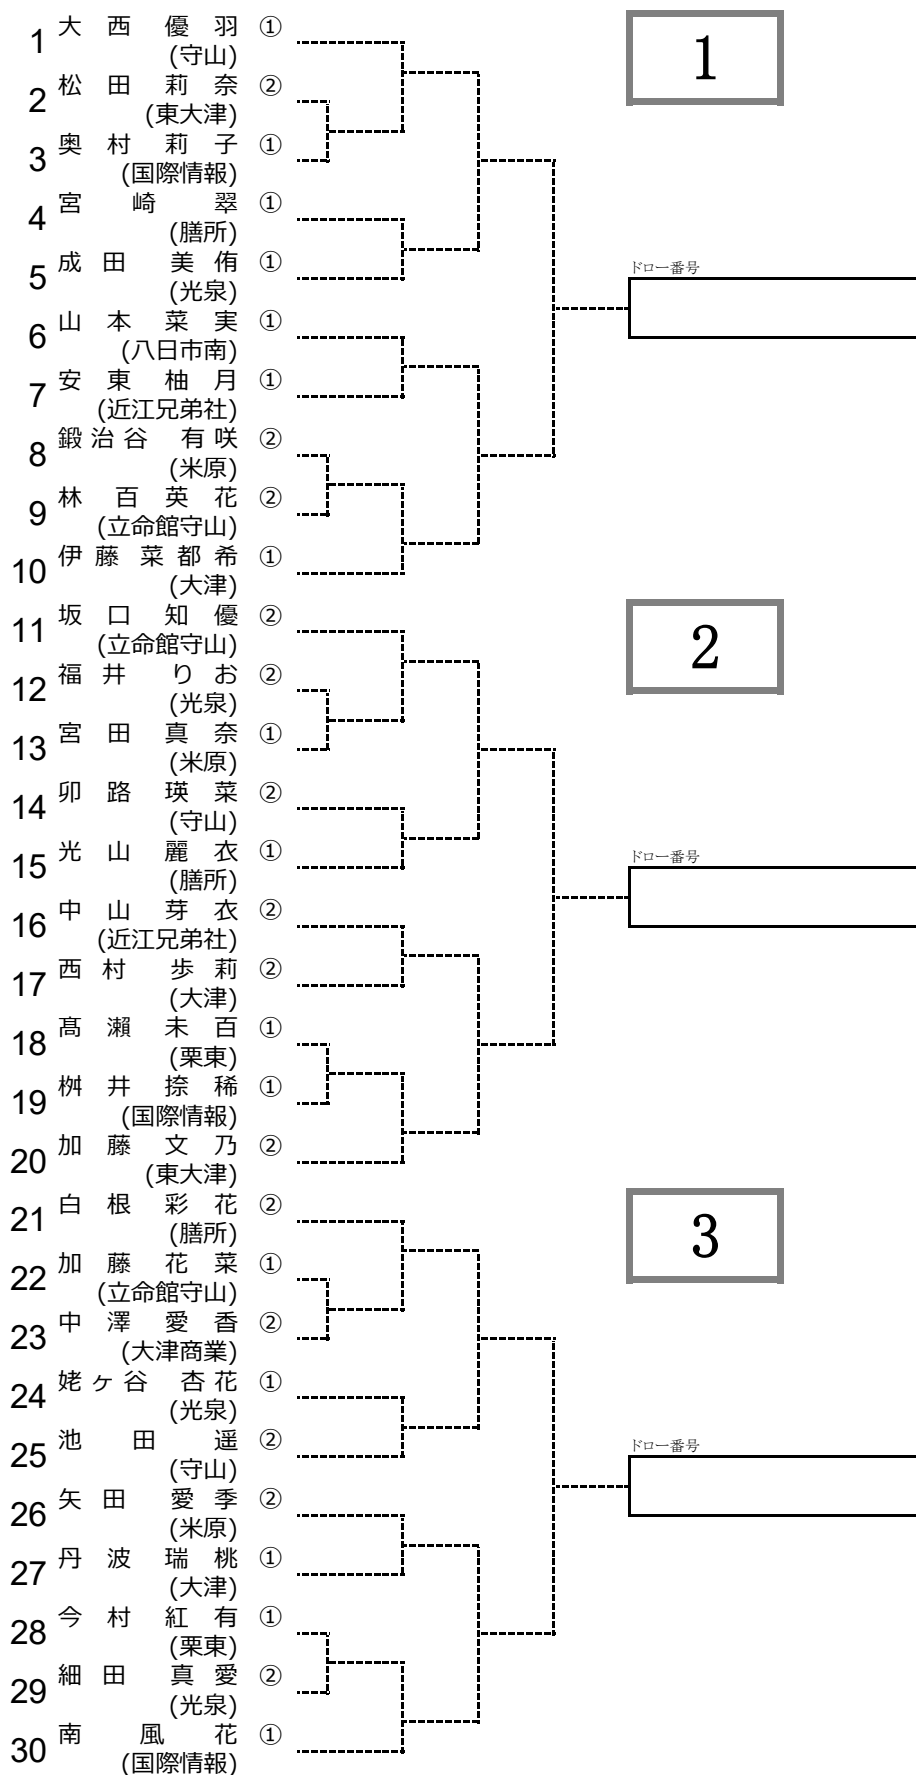 1 大西 優羽 ①
(守山)
1
2 松田 莉奈 ②
(東大津)
3 奥村 莉子 ①
(国際情報)
4 宮崎 翠 ①
(膳所)
5 成田 美侑 ①
(光泉)
ドロー番号
6 山本 菜実 ①
(八日市南)
7 安東 柚月 ①
(近江兄弟社)
8 鍛治谷 有咲 ②
(米原)
9 林 百英花 ②
(立命館守山)
10 伊藤 菜都希 ①
(大津)
11 坂口 知優 ②
(立命館守山)
2
12 福井 りお ②
(光泉)
13 宮田 真奈 ①
(米原)
14 卯路 瑛菜 ②
(守山)
15 光山 麗衣 ①
(膳所)
ドロー番号
16 中山 芽衣 ②
(近江兄弟社)
17 西村 歩莉 ②
(大津)
18 髙瀨 未百 ①
(栗東)
19 桝井 捺稀 ①
(国際情報)
20 加藤 文乃 ②
(東大津)
21 白根 彩花 ②
(膳所)
3
22 加藤 花菜 ①
(立命館守山)
23 中澤 愛香 ②
(大津商業)
24 姥ヶ谷 杏花 ①
(光泉)
25 池田 遥 ②
(守山)
ドロー番号
26 矢田 愛季 ②
(米原)
27 丹波 瑞桃 ①
(大津)
28 今村 紅有 ①
(栗東)
29 細田 真愛 ②
(光泉)
30 南 風花 ①
(国際情報)